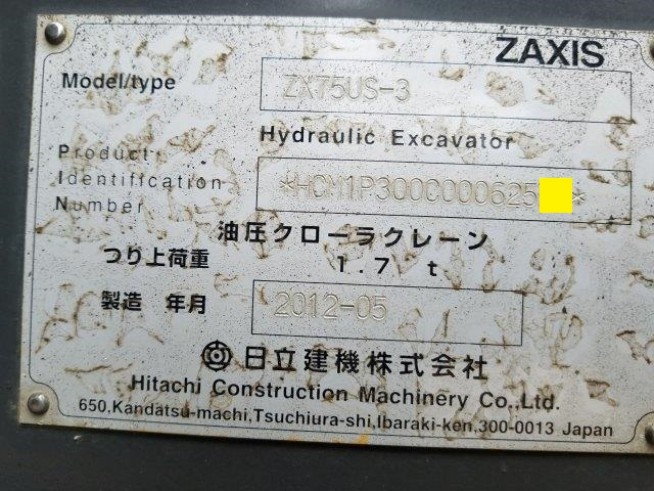 ZAXIS
Model/type ZX75US-3
Hydraulic Excavator
Product
Identification
Number *HCM1P300C000625 *
油圧クローラクレーン
つり上荷重 1.7 t
製造 年月 2012-05
日立建機株式会社
Hitachi Construction Machinery Co.,Ltd.
650,Kandatsu-machi,Tsuchiura-shi,Ibaraki-ken,300-0013 Japan